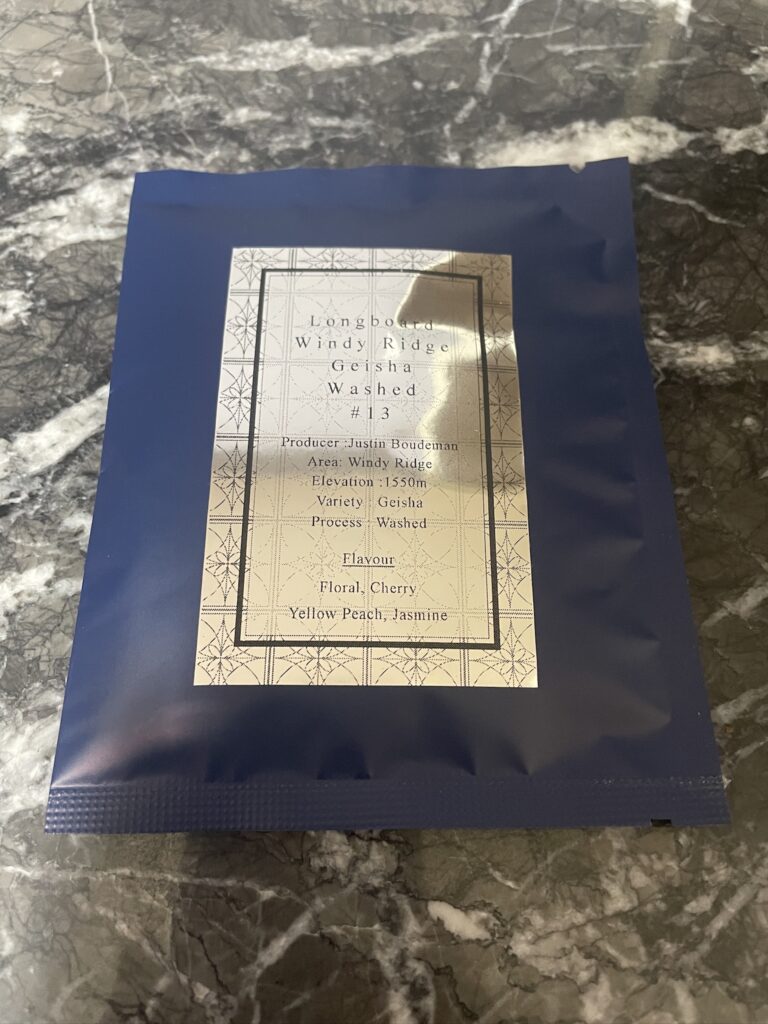 Longboard
Windy Ridge
Geisha
Washed
#13
Producer :Justin Boudeman
Area: Windy Ridge
Elevation :1550m
Variety : Geisha
Process : Washed
Flavour
Floral, Cherry
Yellow Peach, Jasmine